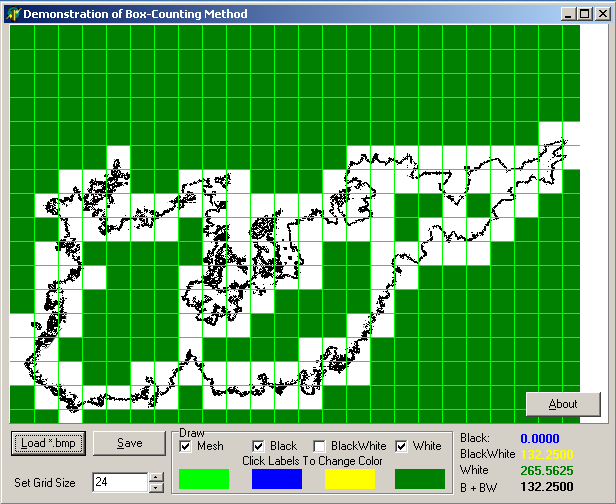 Demonstration of Box-Counting Method
About
Load *.bmp
Save
Set Grid Size
24
Draw
Mesh
Black
BlackWhite
White
Click Labels To Change Color
Black: 0.0000
BlackWhite 132.2500
White 265.5625
B + BW 132.2500